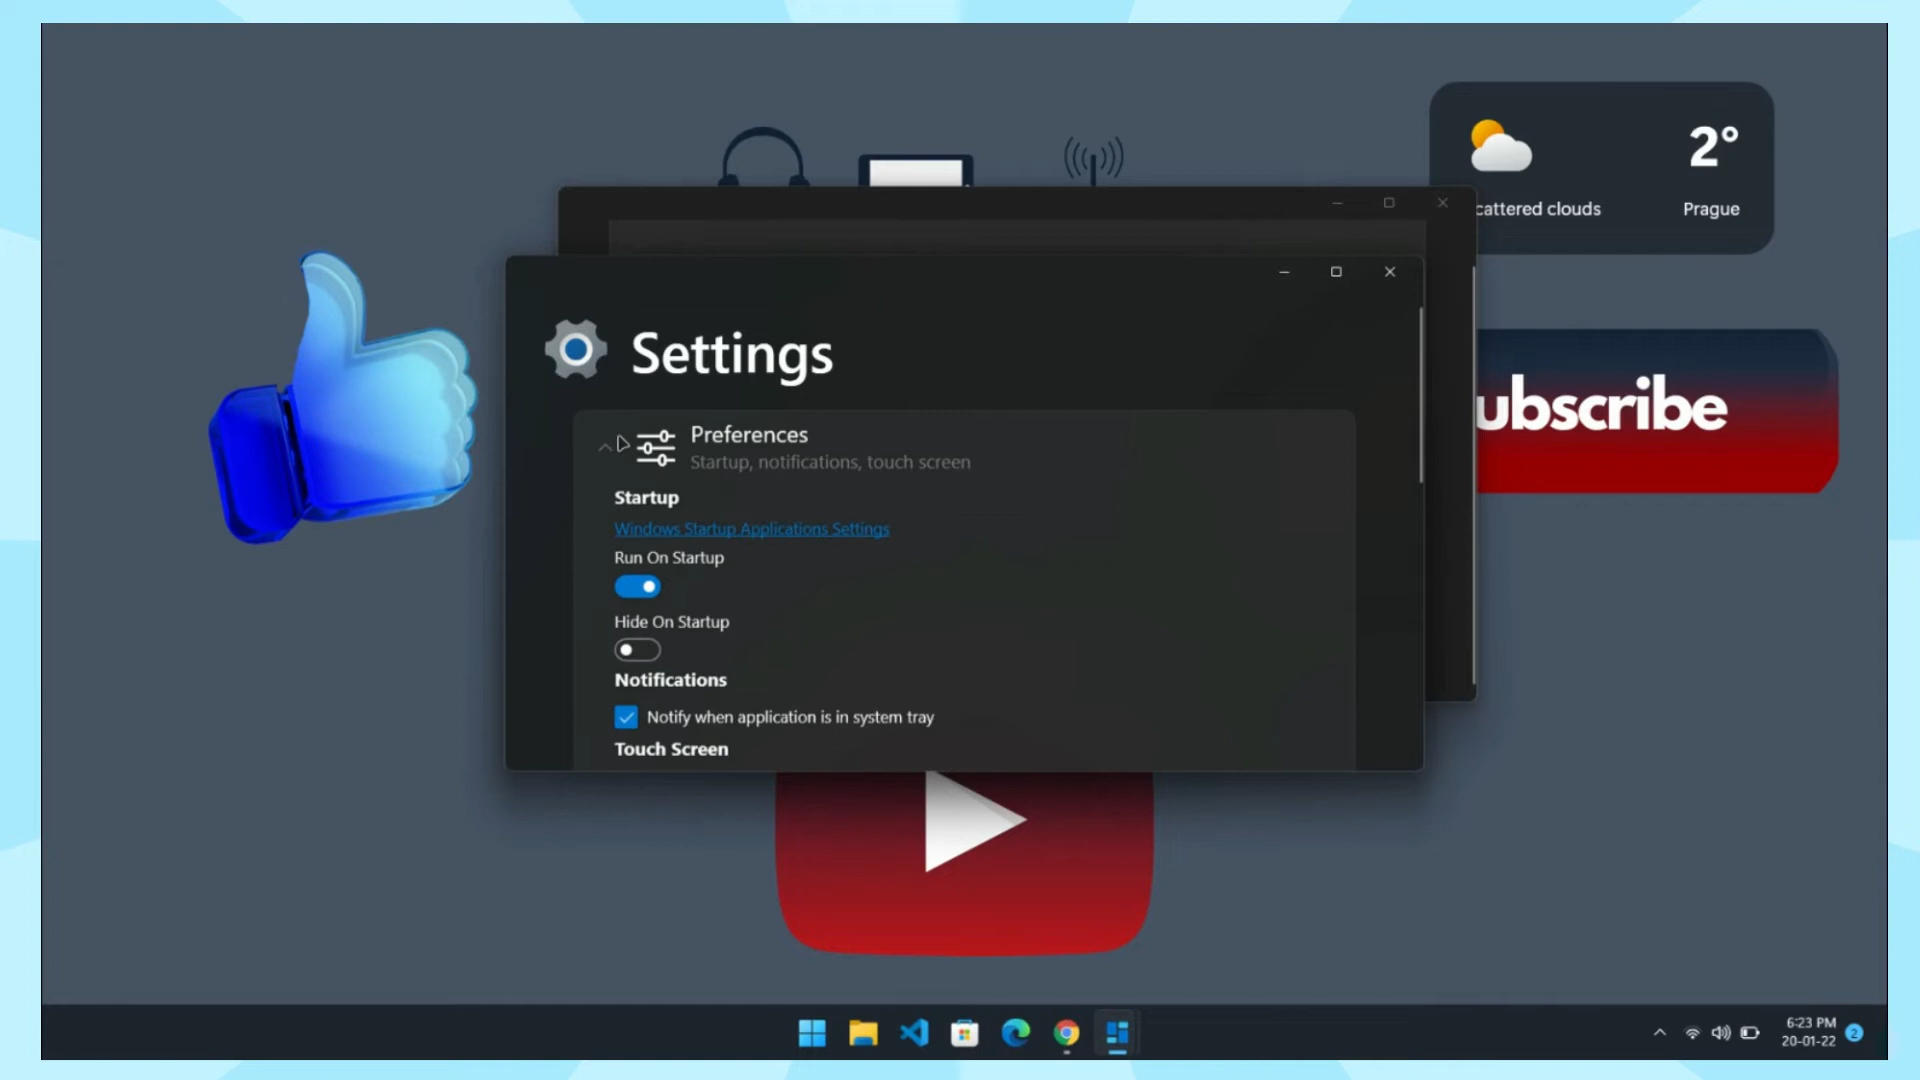 2°
cattered clouds
Prague
ubscribe
Settings
Preferences
Startup, notifications, touch screen
Startup
Windows Startup Applications Settings
Run On Startup
Hide On Startup
Notifications
Notify when application is in system tray
Touch Screen
6:23 PM
20-01-22
2